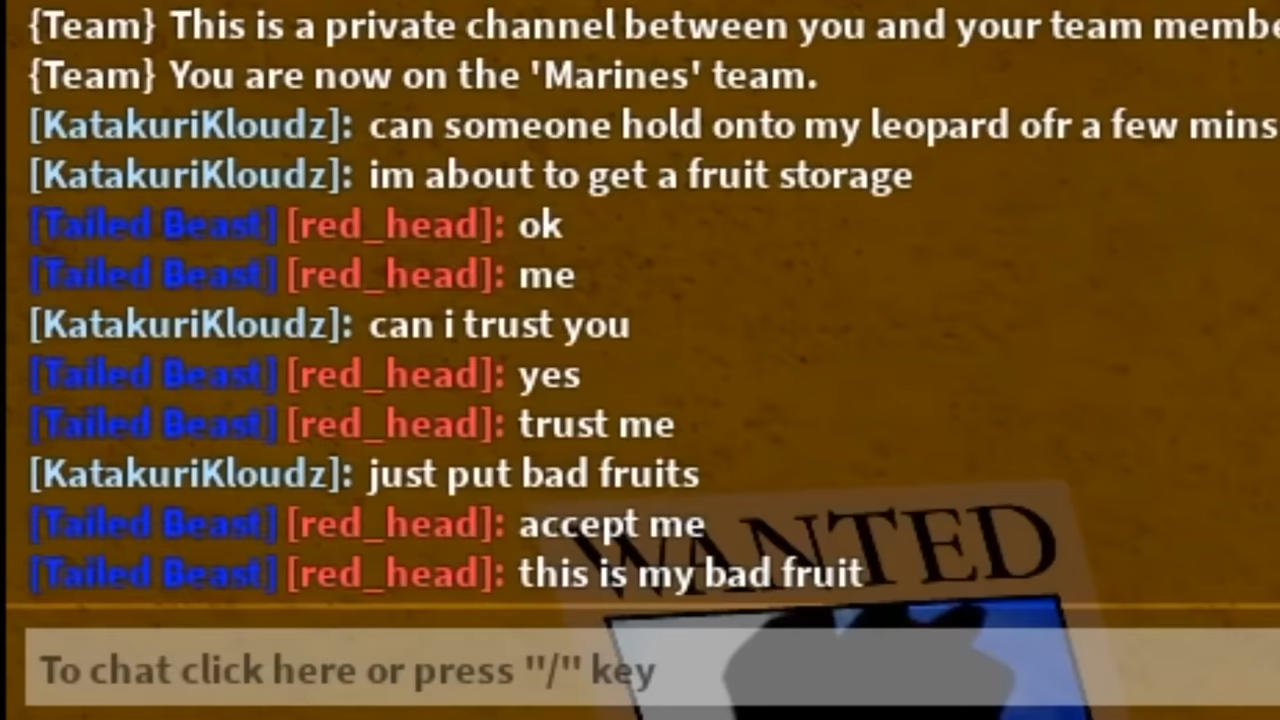 {Team} This is a private channel between you and your team membe
{Team} You are now on the 'Marines' team.
[KatakuriKloudz]: can someone hold onto my leopard ofr a few mins
[KatakuriKloudz]: im about to get a fruit storage
[Tailed Beast] [red_head]: ok
[Tailed Beast] [red_head]: me
[KatakuriKloudz]: can i trust you
[Tailed Beast] [red_head]: yes
[Tailed Beast] [red_head]: trust me
[KatakuriKloudz]: just put bad fruits
[Tailed Beast] [red_head]: accept me
[Tailed Beast] [red_head]: this is my bad fruit
WANTED
To chat click here or press "/" key